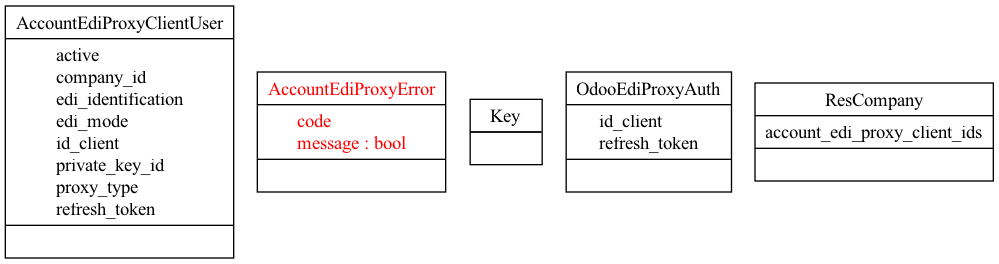 AccountEdiProxyClientUser
active
company_id
edi_identification
edi_mode
id_client
private_key_id
proxy_type
refresh_token
AccountEdiProxyError
code
message : bool
Key
OdooEdiProxyAuth
id_client
refresh_token
ResCompany
account_edi_proxy_client_ids